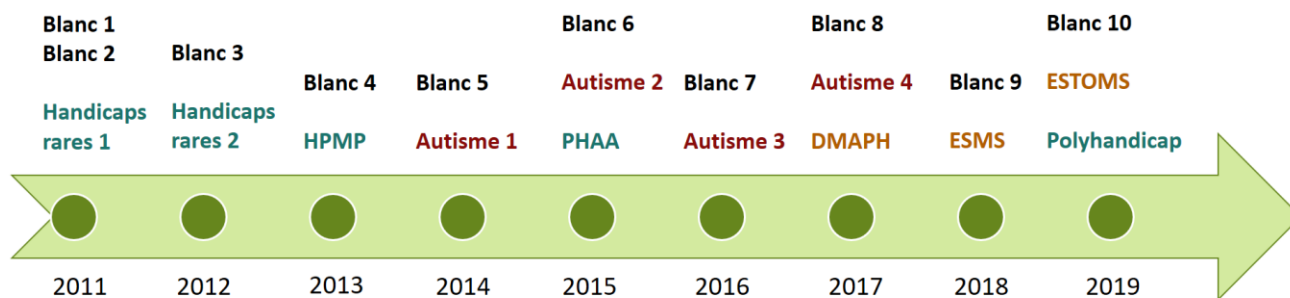 Blanc 1
Blanc 2
Handicaps
rares 1
Blanc 3
Handicaps
rares 2
Blanc 4
HPMP
Blanc 5
Autisme 1
Blanc 6
Autisme 2
PHAA
Blanc 7
Autisme 3
Blanc 8
Autisme 4
DMAPH
Blanc 9
ESMS
Blanc 10
ESTOMS
Polyhandicap
2011
2012
2013
2014
2015
2016
2017
2018
2019